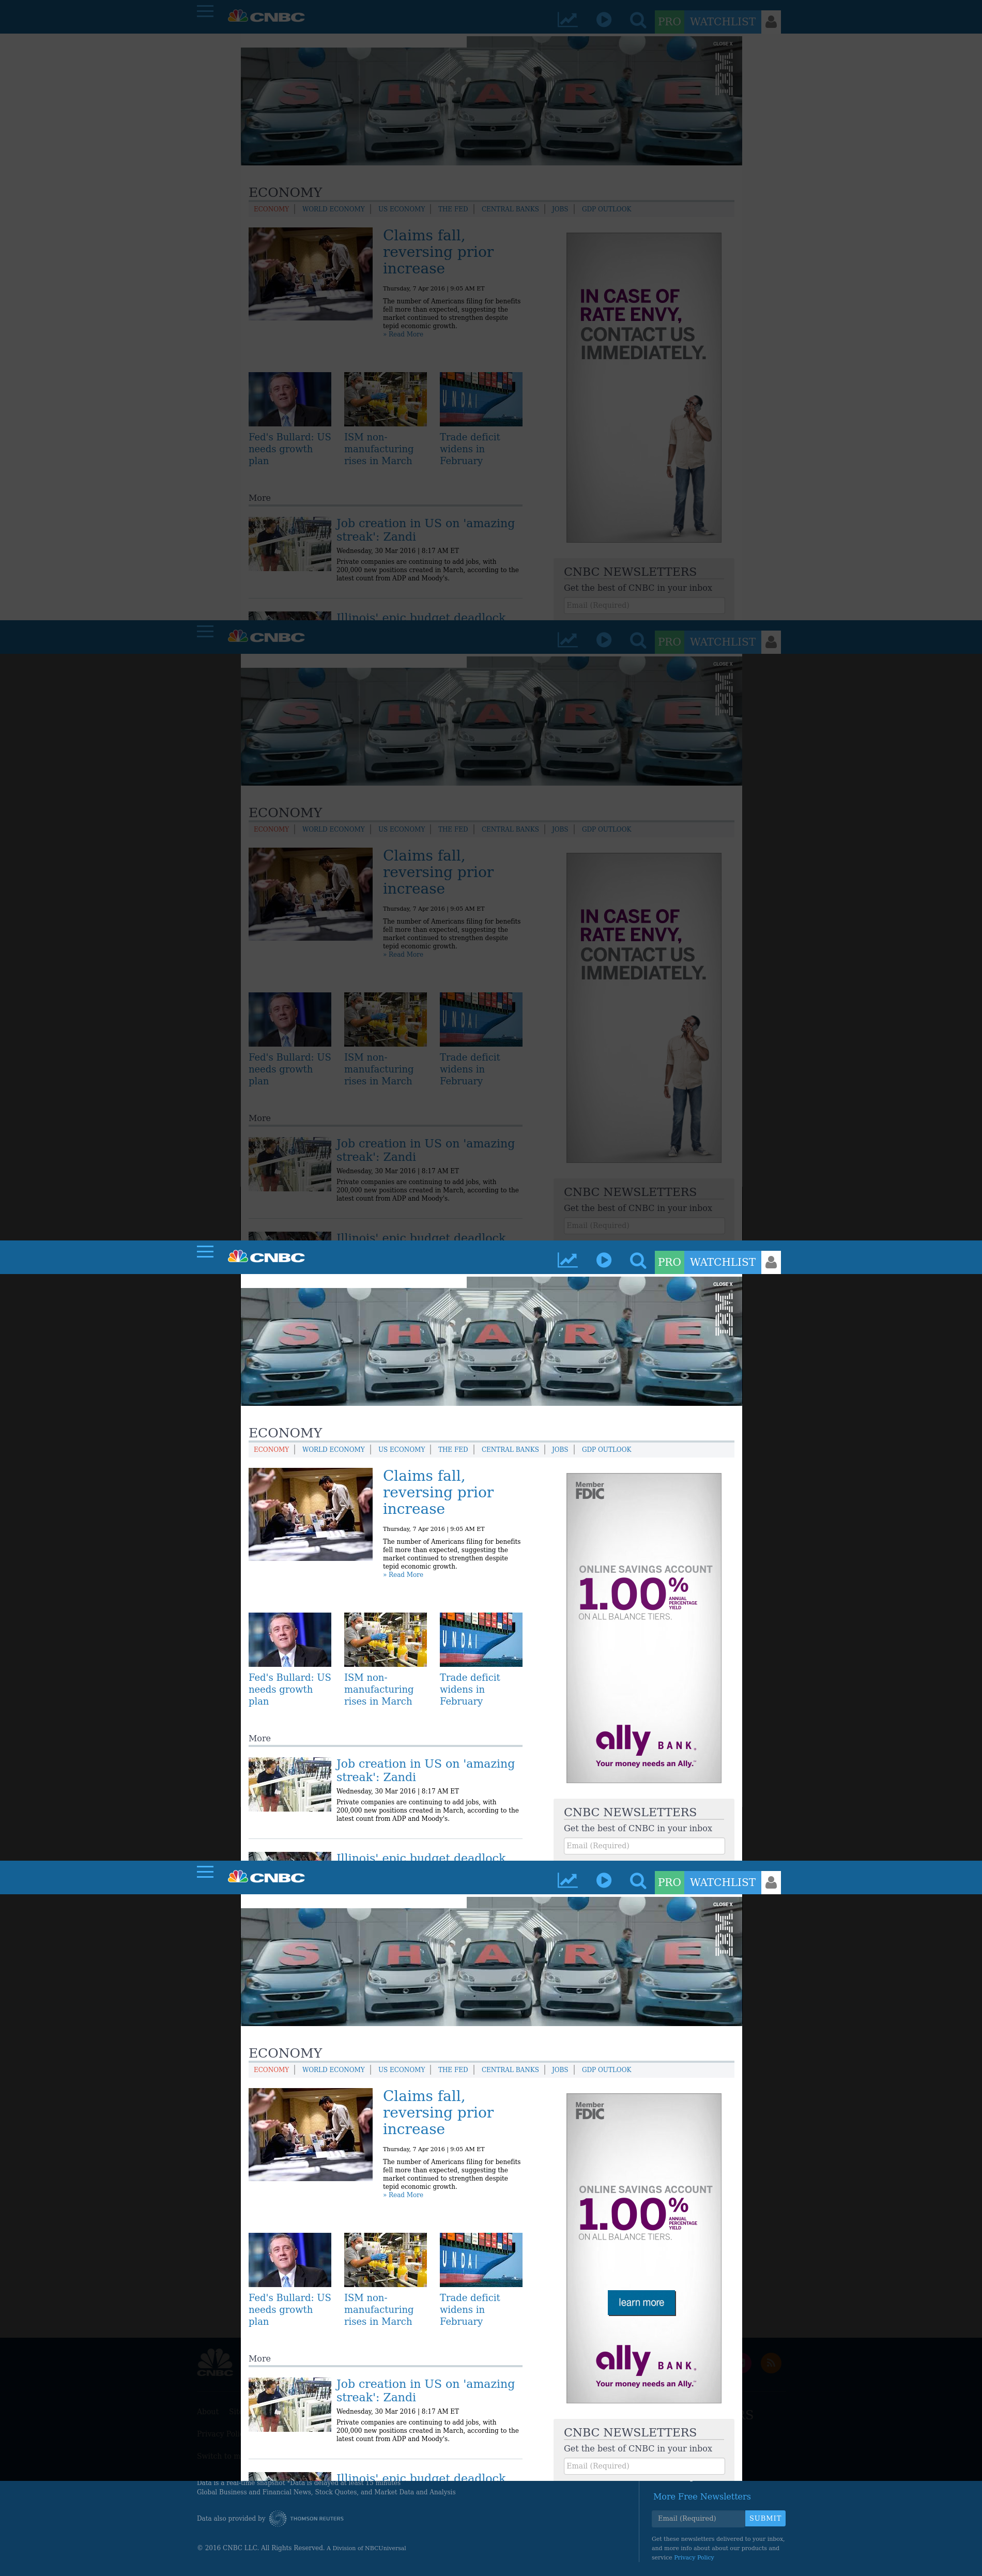 CNBC
PRO WATCHLIST
CLOSE X
IBM
SHARE
ECONOMY
ECONOMY | WORLD ECONOMY | US ECONOMY | THE FED | CENTRAL BANKS | JOBS | GDP OUTLOOK
Claims fall,
reversing prior
increase
Thursday, 7 Apr 2016 | 9:05 AM ET
The number of Americans filing for benefits
fell more than expected, suggesting the
market continued to strengthen despite
tepid economic growth.
» Read More
IN CASE OF
RATE ENVY,
CONTACT US
IMMEDIATELY.
UNDAI
Fed's Bullard: US
needs growth
plan
ISM non-
manufacturing
rises in March
Trade deficit
widens in
February
More
Job creation in US on 'amazing
streak': Zandi
Wednesday, 30 Mar 2016 | 8:17 AM ET
Private companies are continuing to add jobs, with
200,000 new positions created in March, according to the
latest count from ADP and Moody's.
Illinois' epic budget deadlock
CNBC NEWSLETTERS
Get the best of CNBC in your inbox
Email (Required)
CNBC
PRO WATCHLIST
CLOSE X
IBM
SHARE
ECONOMY
ECONOMY | WORLD ECONOMY | US ECONOMY | THE FED | CENTRAL BANKS | JOBS | GDP OUTLOOK
Claims fall,
reversing prior
increase
Thursday, 7 Apr 2016 | 9:05 AM ET
The number of Americans filing for benefits
fell more than expected, suggesting the
market continued to strengthen despite
tepid economic growth.
» Read More
IN CASE OF
RATE ENVY,
CONTACT US
IMMEDIATELY.
UNDAI
Fed's Bullard: US
needs growth
plan
ISM non-
manufacturing
rises in March
Trade deficit
widens in
February
More
Job creation in US on 'amazing
streak': Zandi
Wednesday, 30 Mar 2016 | 8:17 AM ET
Private companies are continuing to add jobs, with
200,000 new positions created in March, according to the
latest count from ADP and Moody's.
Illinois' epic budget deadlock
CNBC NEWSLETTERS
Get the best of CNBC in your inbox
Email (Required)
CNBC
PRO WATCHLIST
CLOSE X
IBM
SHARE
ECONOMY
ECONOMY | WORLD ECONOMY | US ECONOMY | THE FED | CENTRAL BANKS | JOBS | GDP OUTLOOK
Claims fall,
reversing prior
increase
Thursday, 7 Apr 2016 | 9:05 AM ET
The number of Americans filing for benefits
fell more than expected, suggesting the
market continued to strengthen despite
tepid economic growth.
» Read More
Member
FDIC
ONLINE SAVINGS ACCOUNT
1.00% ANNUAL PERCENTAGE YIELD
ON ALL BALANCE TIERS.
ally BANK®
Your money needs an Ally.™
UNDAI
Fed's Bullard: US
needs growth
plan
ISM non-
manufacturing
rises in March
Trade deficit
widens in
February
More
Job creation in US on 'amazing
streak': Zandi
Wednesday, 30 Mar 2016 | 8:17 AM ET
Private companies are continuing to add jobs, with
200,000 new positions created in March, according to the
latest count from ADP and Moody's.
Illinois' epic budget deadlock
CNBC NEWSLETTERS
Get the best of CNBC in your inbox
Email (Required)
CNBC
PRO WATCHLIST
CLOSE X
IBM
SHARE
ECONOMY
ECONOMY | WORLD ECONOMY | US ECONOMY | THE FED | CENTRAL BANKS | JOBS | GDP OUTLOOK
Claims fall,
reversing prior
increase
Thursday, 7 Apr 2016 | 9:05 AM ET
The number of Americans filing for benefits
fell more than expected, suggesting the
market continued to strengthen despite
tepid economic growth.
» Read More
Member
FDIC
ONLINE SAVINGS ACCOUNT
1.00% ANNUAL PERCENTAGE YIELD
ON ALL BALANCE TIERS.
learn more
ally BANK®
Your money needs an Ally.™
UNDAI
Fed's Bullard: US
needs growth
plan
ISM non-
manufacturing
rises in March
Trade deficit
widens in
February
More
Job creation in US on 'amazing
streak': Zandi
Wednesday, 30 Mar 2016 | 8:17 AM ET
Private companies are continuing to add jobs, with
200,000 new positions created in March, according to the
latest count from ADP and Moody's.
Illinois' epic budget deadlock
CNBC NEWSLETTERS
Get the best of CNBC in your inbox
Email (Required)
CNBC
About
Data is a real-time snapshot *Data is delayed at least 15 minutes
Global Business and Financial News, Stock Quotes, and Market Data and Analysis
Data also provided by THOMSON REUTERS
© 2016 CNBC LLC. All Rights Reserved. A Division of NBCUniversal
More Free Newsletters
Email (Required) SUBMIT
Get these newsletters delivered to your inbox,
and more info about about our products and
service Privacy Policy